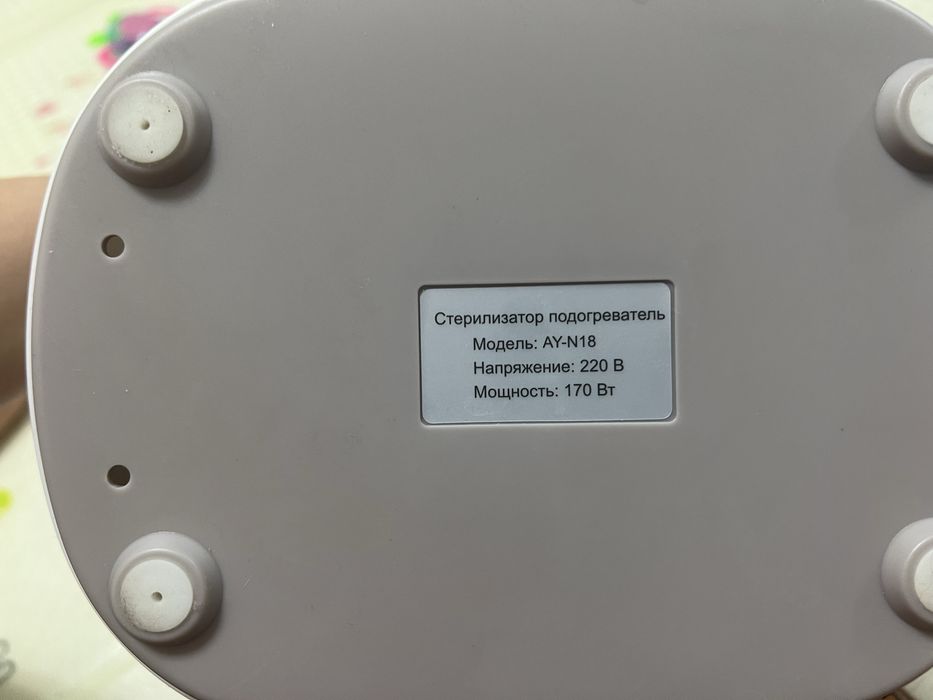 Стерилизатор подогреватель
Модель: AY-N18
Напряжение: 220 В
Мощность: 170 Вт